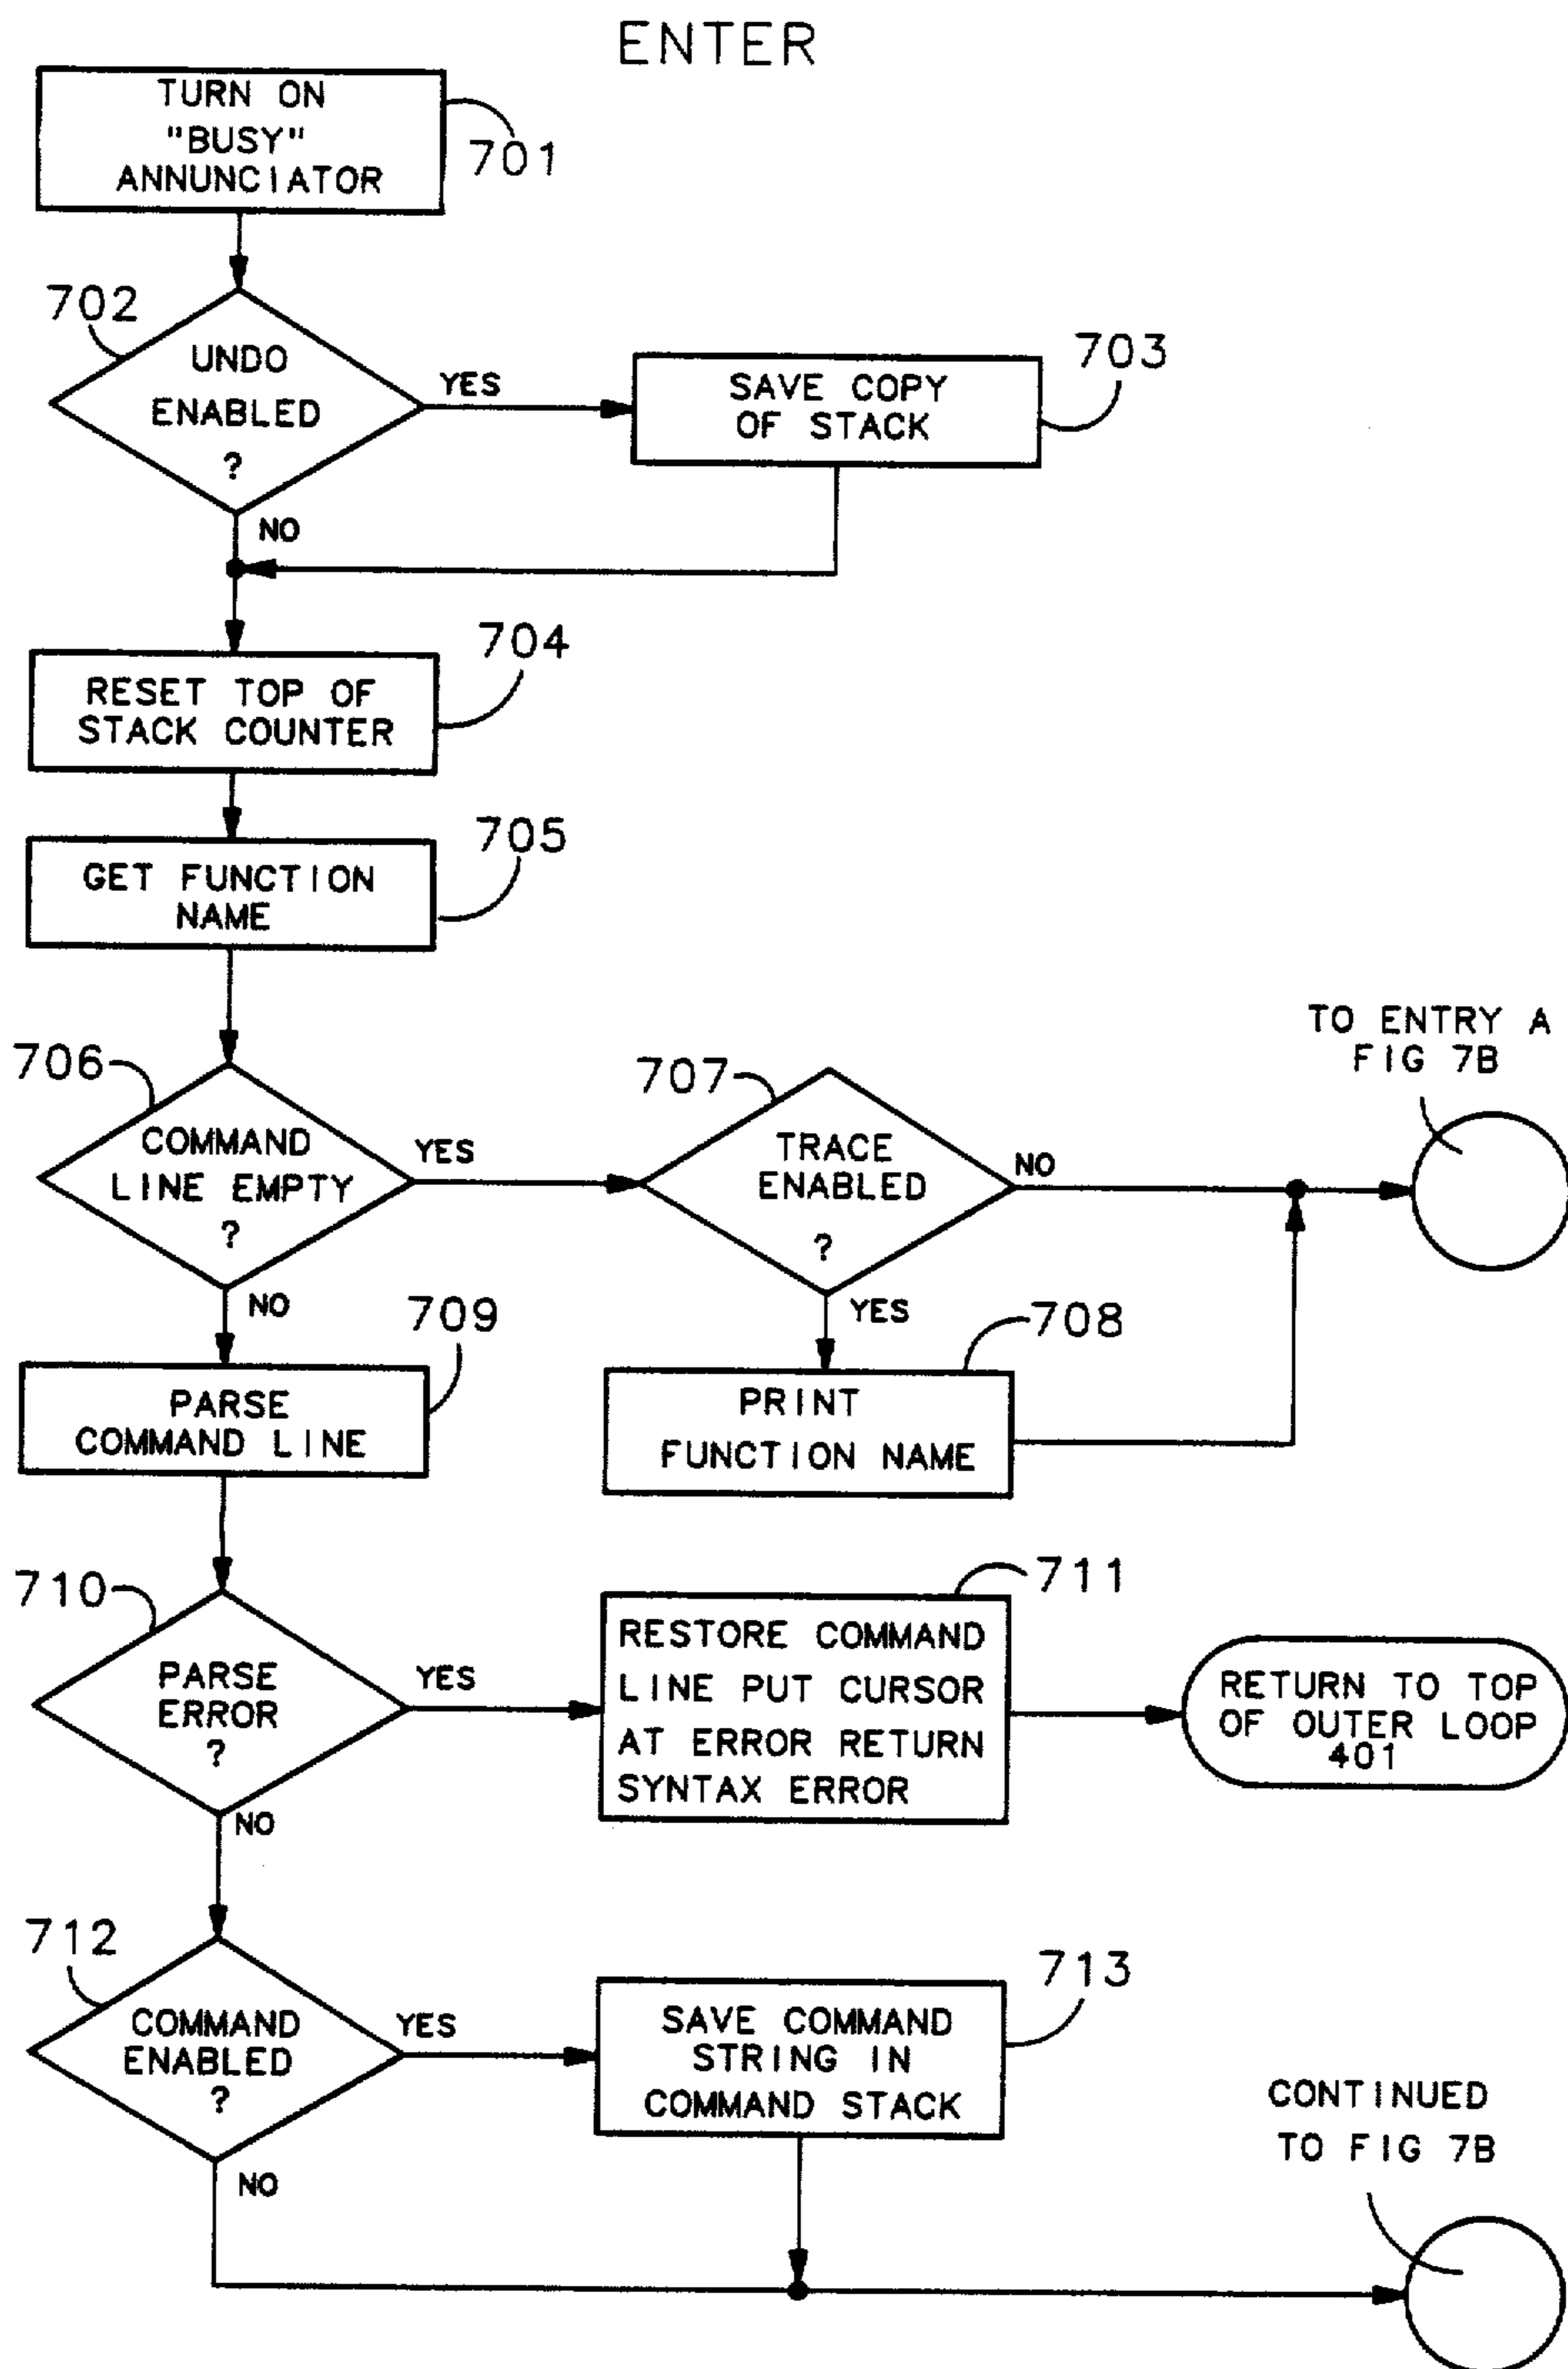 ENTER
TURN ON
"BUSY"
ANNUNCIATOR
701
702
UNDO
ENABLED
?
YES
NO
SAVE COPY
OF STACK
703
RESET TOP OF
STACK COUNTER
704
GET FUNCTION
NAME
705
706
COMMAND
LINE EMPTY
?
YES
NO
707
TRACE
ENABLED
?
NO
YES
TO ENTRY A
FIG 7B
PRINT
FUNCTION NAME
708
PARSE
COMMAND LINE
709
710
PARSE
ERROR
?
YES
NO
RESTORE COMMAND
LINE PUT CURSOR
AT ERROR RETURN
SYNTAX ERROR
711
RETURN TO TOP
OF OUTER LOOP
401
712
COMMAND
ENABLED
?
YES
NO
SAVE COMMAND
STRING IN
COMMAND STACK
713
CONTINUED
TO FIG 7B